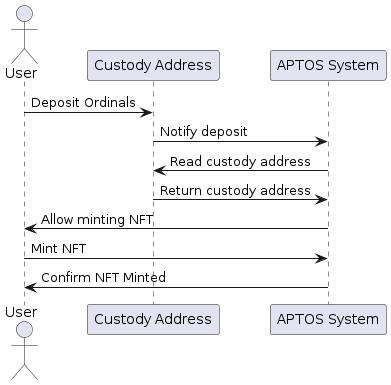 User
Custody Address
APTOS System
Deposit Ordinals
Notify deposit
Read custody address
Return custody address
Allow minting NFT
Mint NFT
Confirm NFT Minted
User
Custody Address
APTOS System